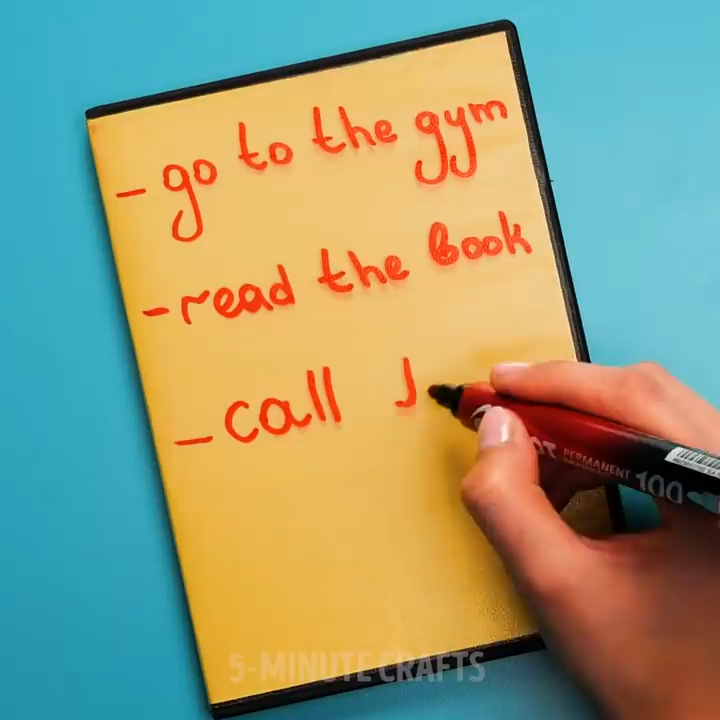 - go to the gym
- read the book
- call J
PERMANENT
100
5-MINUTE CRAFTS